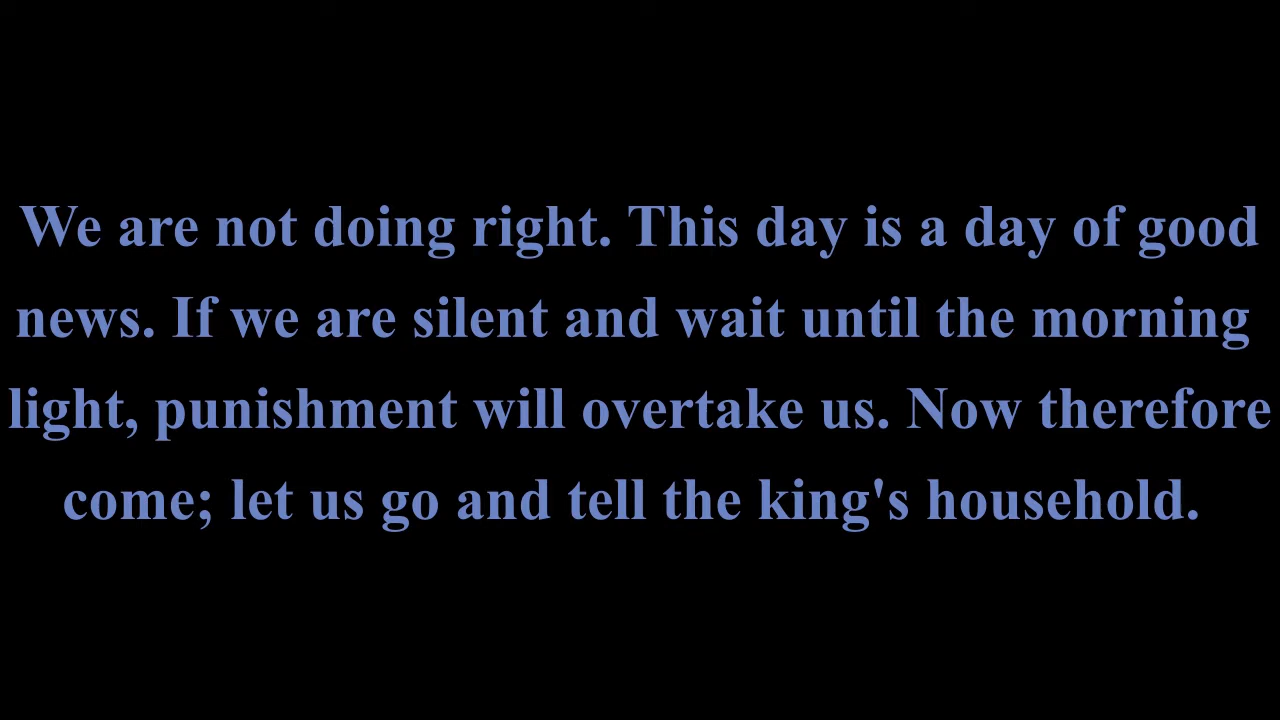 We are not doing right. This day is a day of good
news. If we are silent and wait until the morning
light, punishment will overtake us. Now therefore
come; let us go and tell the king's household.